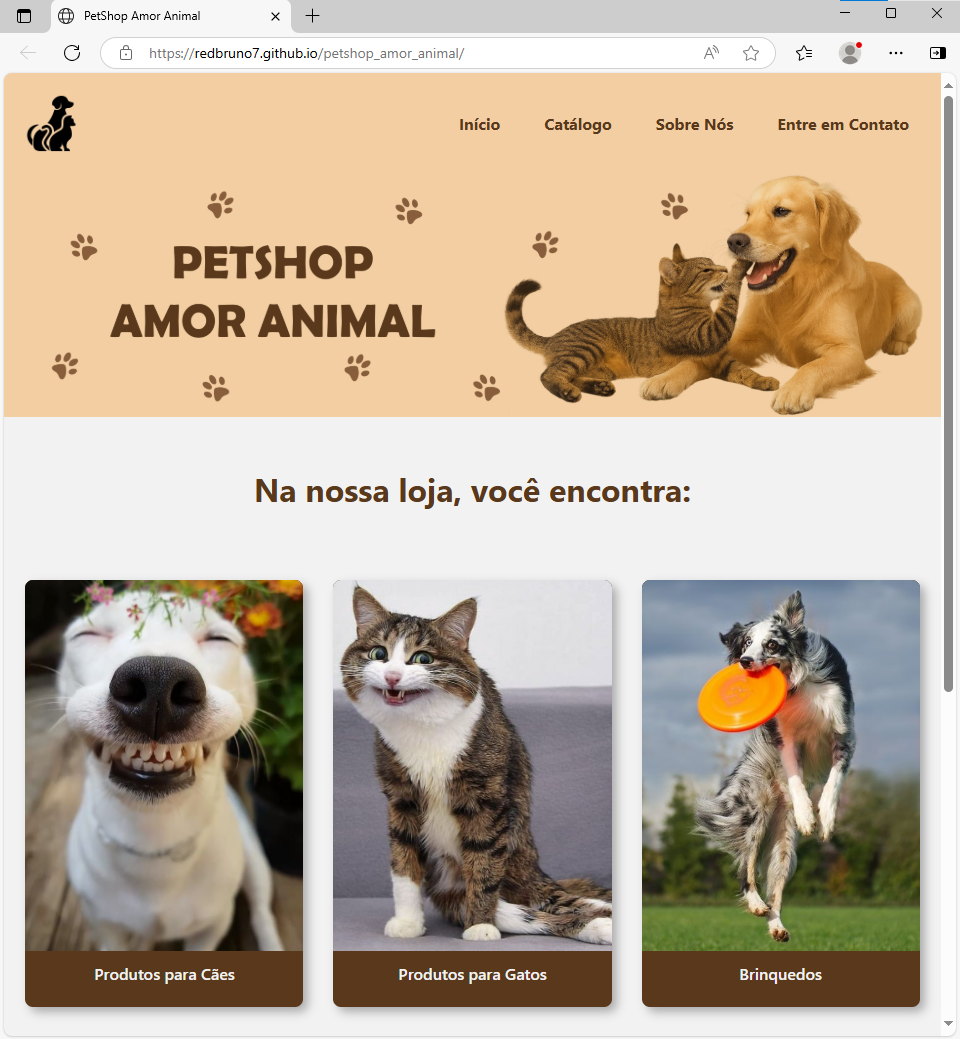 PetShop Amor Animal
https://redbruno7.github.io/petshop_amor_animal/
Início Catálogo Sobre Nós Entre em Contato
PETSHOP
AMOR ANIMAL
Na nossa loja, você encontra:
Produtos para Cães Produtos para Gatos Brinquedos